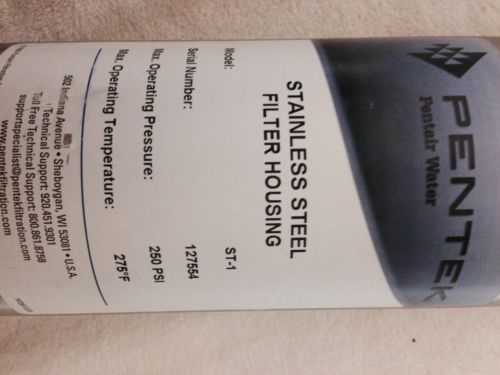 PENTEK
Pentair Water
STAINLESS STEEL
FILTER HOUSING
Model: ST-1
Serial Number: 127554
Max. Operating Pressure: 250 PSI
Max. Operating Temperature: 275°F
502 Indiana Avenue • Sheboygan, WI 53081 • U.S.A.
Technical Support: 920.451.9301
Toll Free Technical Support: 800.861.8758
supportspecialist@pentekfiltration.com
www.pentekfiltration.com